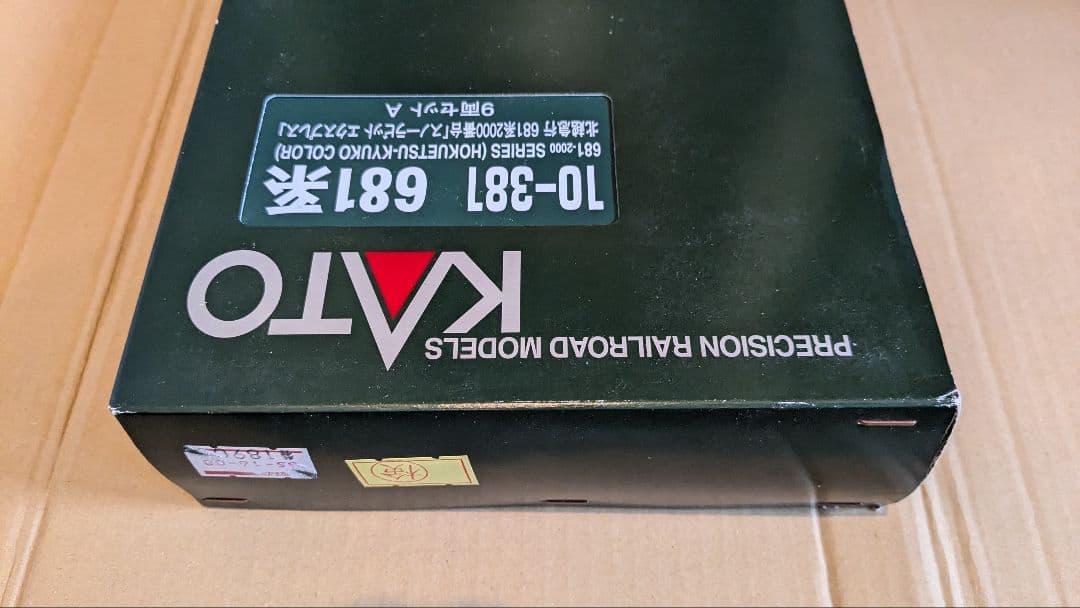 PRECISION RAILROAD MODELS
KATO
10-381 681系
681-2000 SERIES (HOKUETSU-KYUKO COLOR)
北越急行 681系2000番台「スノーラビット エクスプレス」
9両セット A